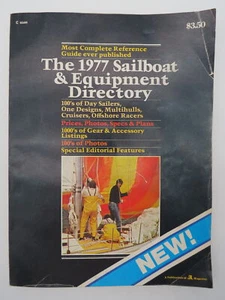 $3.50
Most Complete Reference
Guide ever published
The 1977 Sailboat
& Equipment
Directory
100's of Day Sailers,
One Designs, Multihulls,
Cruisers, Offshore Racers
Prices, Photos, Specs & Plans
1000's of Gear & Accessory
Listings
100's of Photos
Special Editorial Features
NEW!